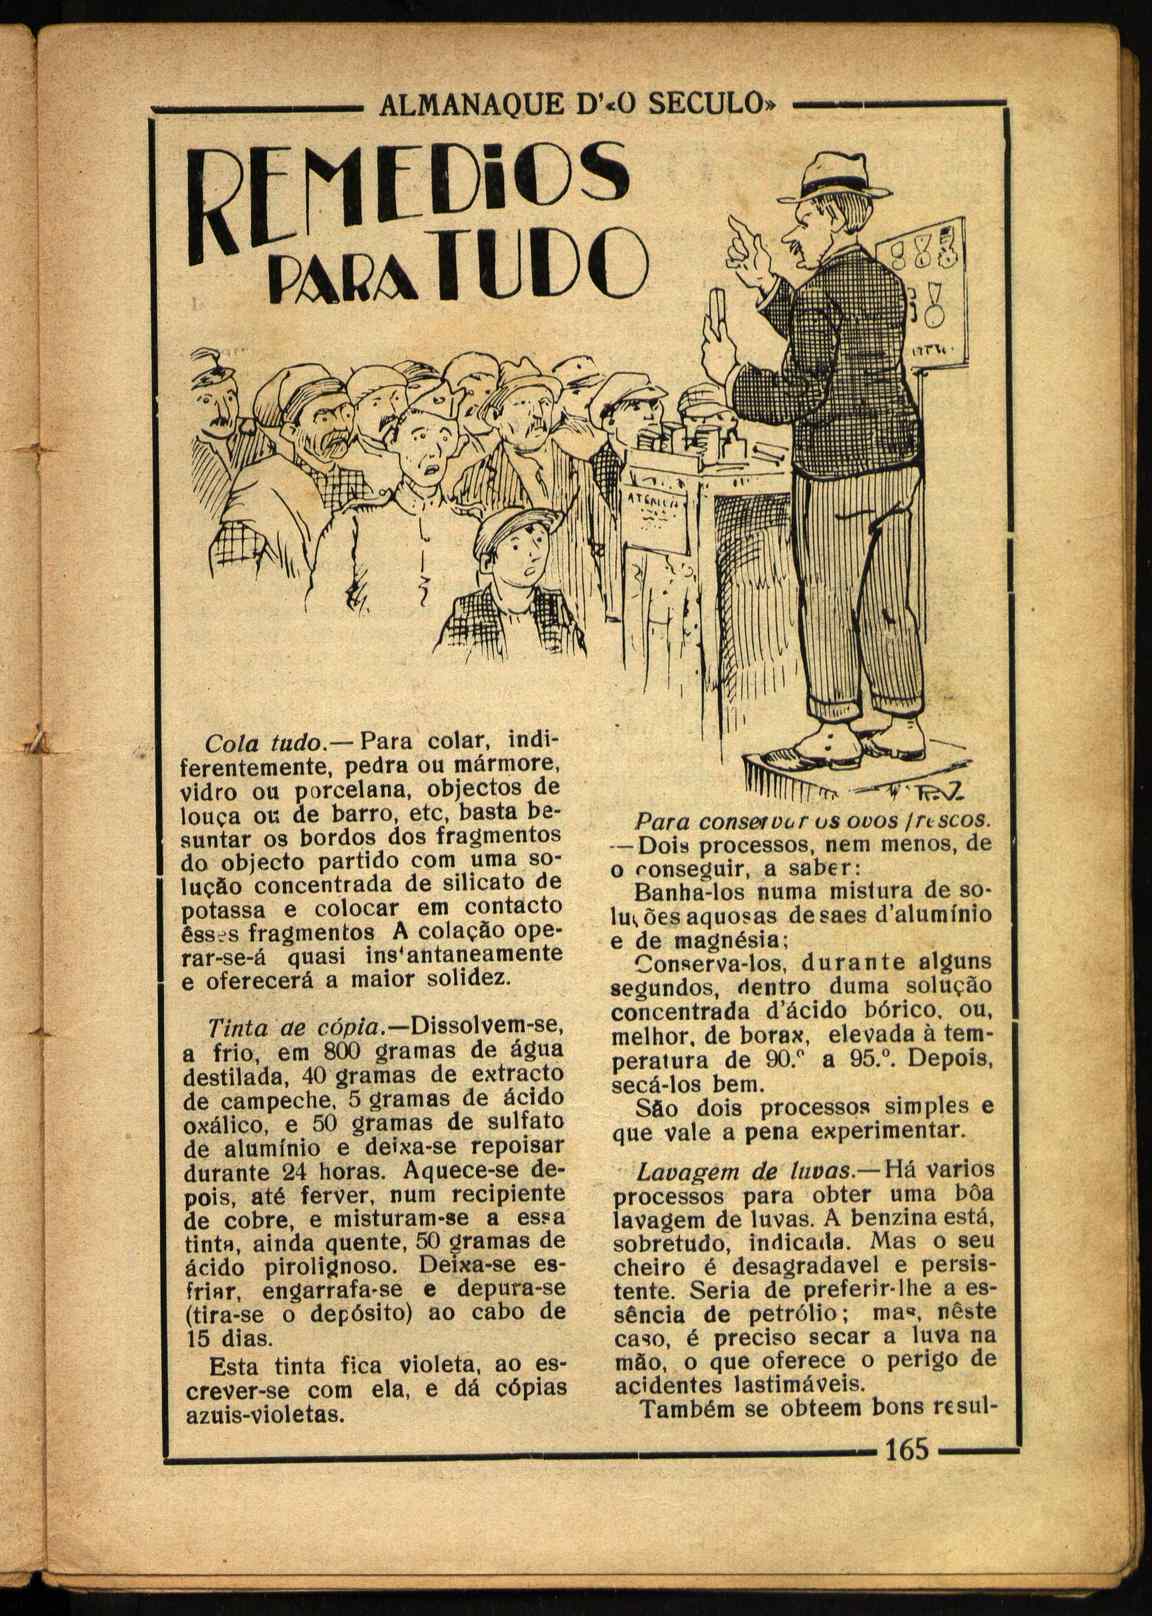 ALMANAQUE D'«O SECULO»
REMEDiOS
PARA TUDO
Cola tudo.—Para colar, indi-
ferentemente, pedra ou mármore,
vidro ou porcelana, objectos de
louça ou de barro, etc, basta be-
suntar os bordos dos fragmentos
do objecto partido com uma so-
lução concentrada de silicato de
potassa e colocar em contacto
êsses fragmentos A colação ope-
rar-se-á quasi instantaneamente
e oferecerá a maior solidez.
Tinta de cópia.—Dissolvem-se,
a frio, em 800 gramas de água
destilada, 40 gramas de extracto
de campeche, 5 gramas de ácido
oxálico, e 50 gramas de sulfato
de alumínio e deixa-se repoisar
durante 24 horas. Aquece-se de-
pois, até ferver, num recipiente
de cobre, e misturam-se a essa
tinta, ainda quente, 50 gramas de
ácido pirolignoso. Deixa-se es-
friar, engarrafa-se e depura-se
(tira-se o depósito) ao cabo de
15 dias.
Esta tinta fica violeta, ao es-
crever-se com ela, e dá cópias
azuis-violetas.
Para conservar os ovos frescos.
—Dois processos, nem menos, de
o conseguir, a saber:
Banha-los numa mistura de so-
luções aquosas de saes d'alumínio
e de magnésia;
Conserva-los, durante alguns
segundos, dentro duma solução
concentrada d'ácido bórico, ou,
melhor, de borax, elevada à tem-
peratura de 90.º a 95.º. Depois,
secá-los bem.
São dois processos simples e
que vale a pena experimentar.
Lavagem de luvas.—Há varios
processos para obter uma bôa
lavagem de luvas. A benzina está,
sobretudo, indicada. Mas o seu
cheiro é desagradavel e persis-
tente. Seria de preferir-lhe a es-
sência de petrólio; mas, nêste
caso, é preciso secar a luva na
mão, o que oferece o perigo de
acidentes lastimáveis.
Também se obteem bons resul-
165